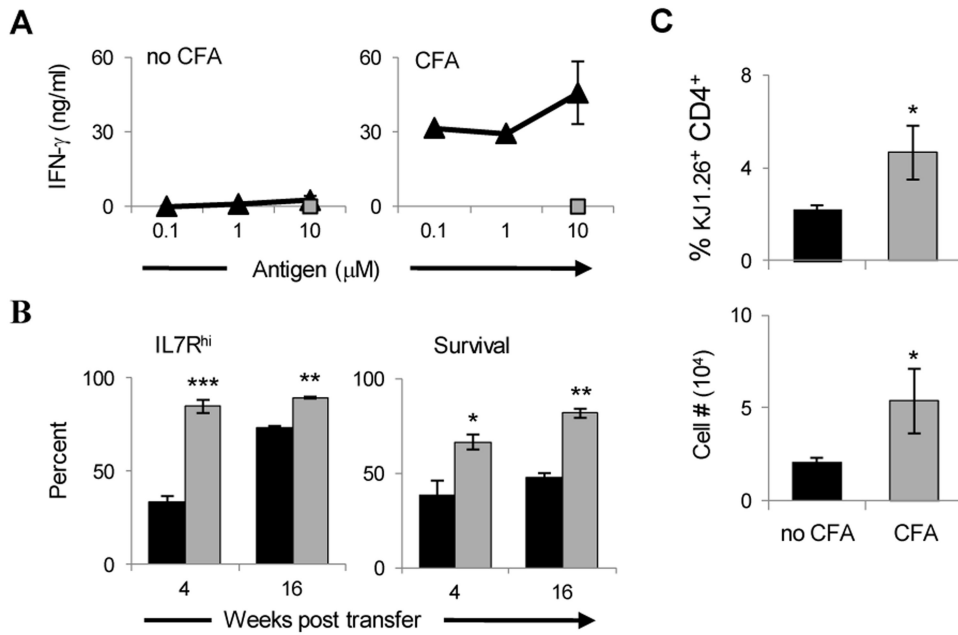 A
no CFA
CFA
IFN-γ (ng/ml)
60
30
0
0.1 1 10
60
30
0
0.1 1 10
Antigen (μM)
B
IL7Rhi
Survival
Percent
100
50
0
*** **
4 16
100
50
0
* **
4 16
Weeks post transfer
C
% KJ1.26+ CD4+
8
4
0
*
Cell # (10⁴)
10
5
0
*
no CFA CFA